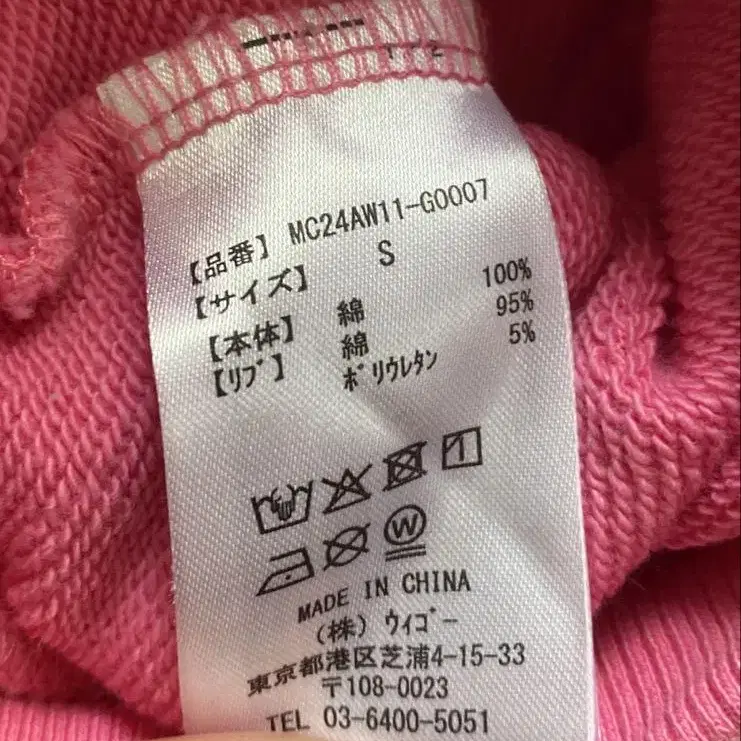 【品番】 MC24AW11-G0007
【サイズ】 S
【本体】 綿 100%
【リブ】 綿 95%
ポリウレタン 5%
W
MADE IN CHINA
(株) ウィゴー
東京都港区芝浦4-15-33
〒108-0023
TEL 03-6400-5051